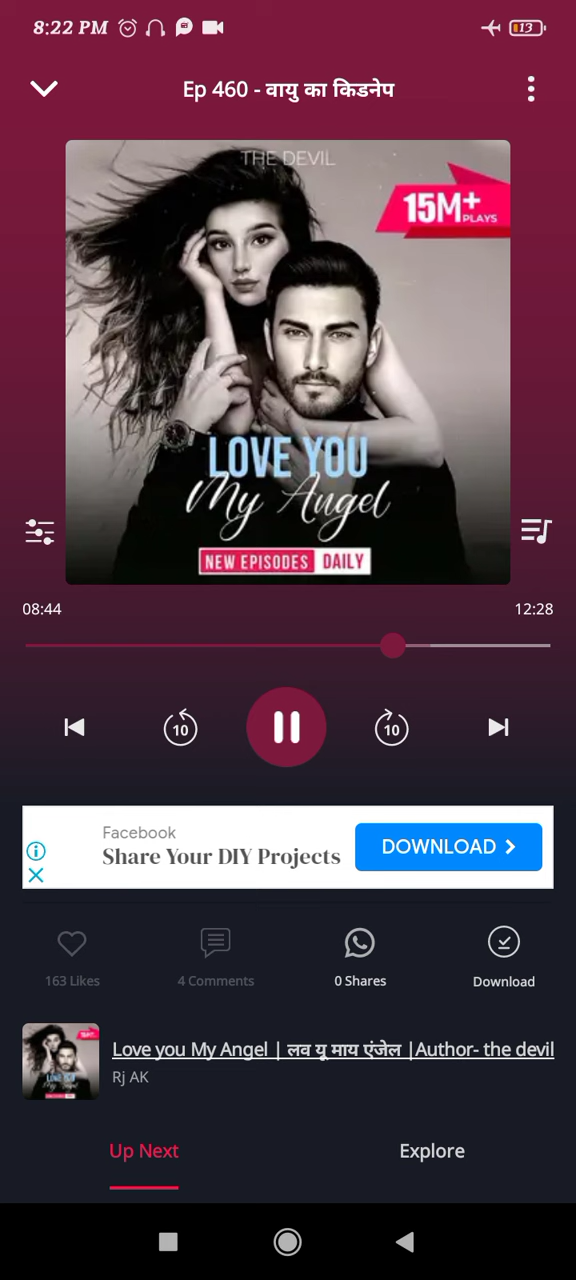 8:22 PM
13
Ep 460 - वायु का किडनेप
THE DEVIL
15M+
PLAYS
LOVE YOU
My Angel
NEW EPISODES DAILY
08:44
12:28
10
10
Facebook
Share Your DIY Projects
DOWNLOAD
163 Likes
4 Comments
0 Shares
Download
LOVE YOU
Love you My Angel | लव यू माय एंजेल |Author- the devil
Rj AK
Up Next
Explore